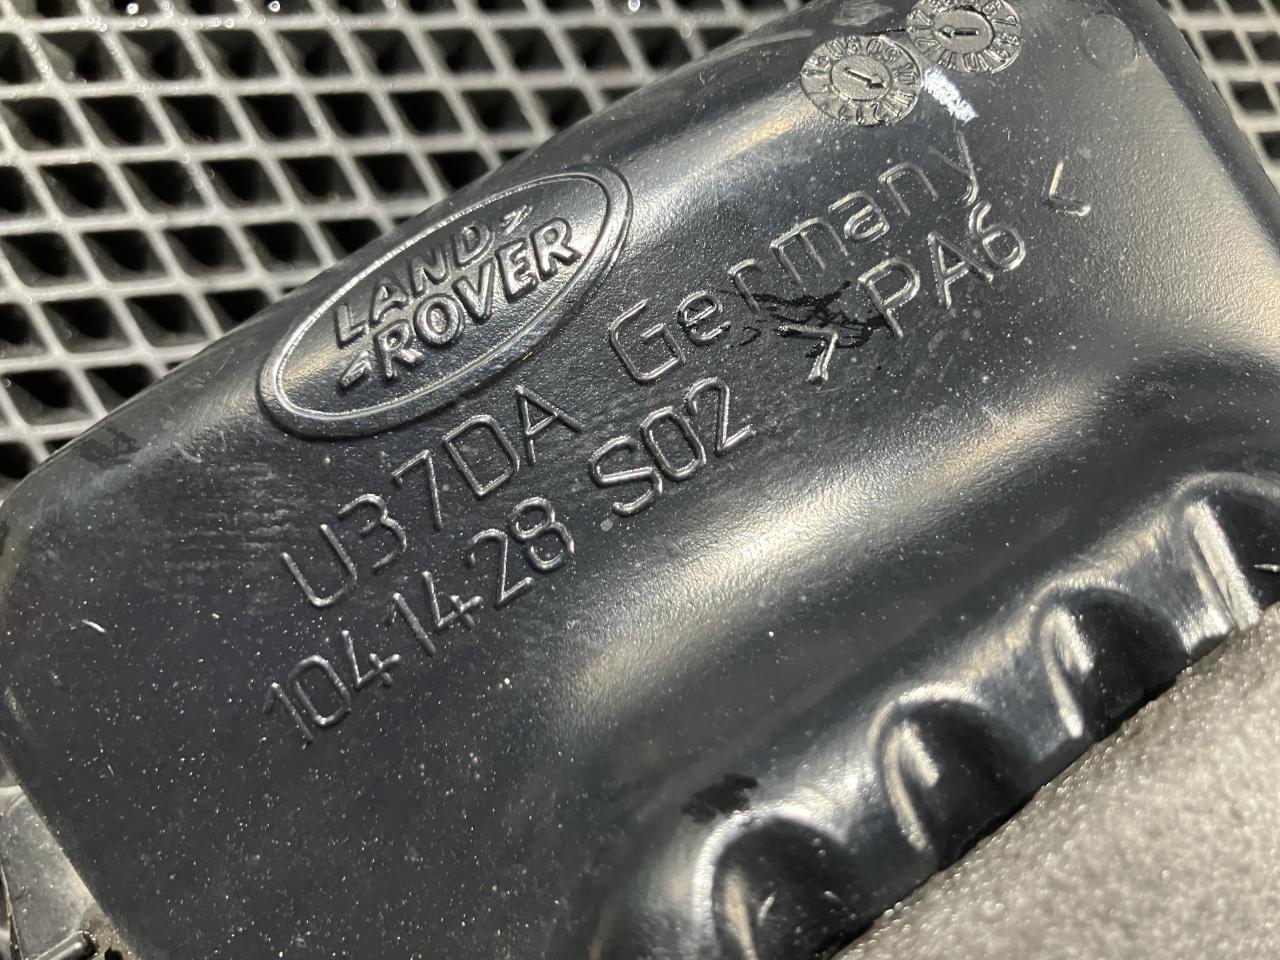 LAND
ROVER
U37DA Germany
1041428 S02 >PA6